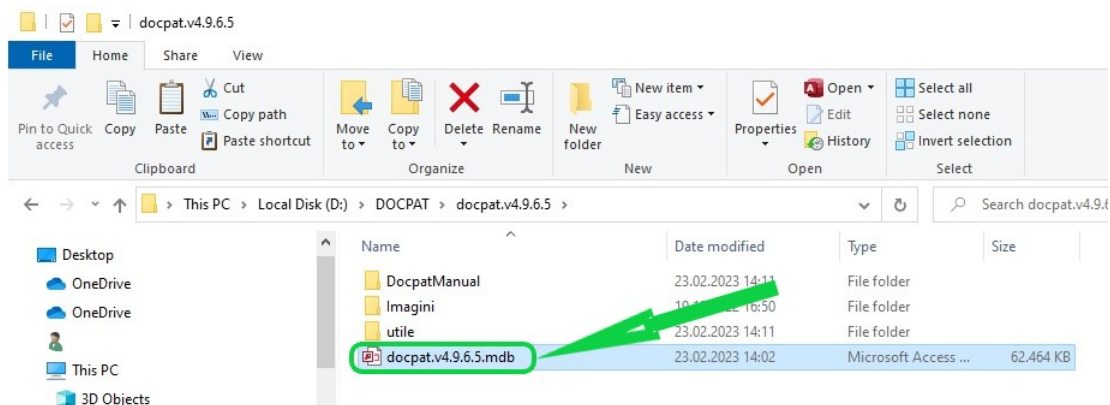 docpat.v4.9.6.5
File Home Share View
Pin to Quick access
Copy
Paste
Cut
Copy path
Paste shortcut
Clipboard
Move to
Copy to
Delete
Rename
Organize
New folder
New item
Easy access
New
Properties
Open
Edit
History
Open
Select all
Select none
Invert selection
Select
This PC > Local Disk (D:) > DOCPAT > docpat.v4.9.6.5 >
Search docpat.v4.9.6
Desktop
OneDrive
OneDrive
This PC
3D Objects
Name Date modified Type Size
DocpatManual 23.02.2023 14:11 File folder
Imagini 16:50 File folder
utile 23.02.2023 14:11 File folder
docpat.v4.9.6.5.mdb 23.02.2023 14:02 Microsoft Access ... 62.464 KB